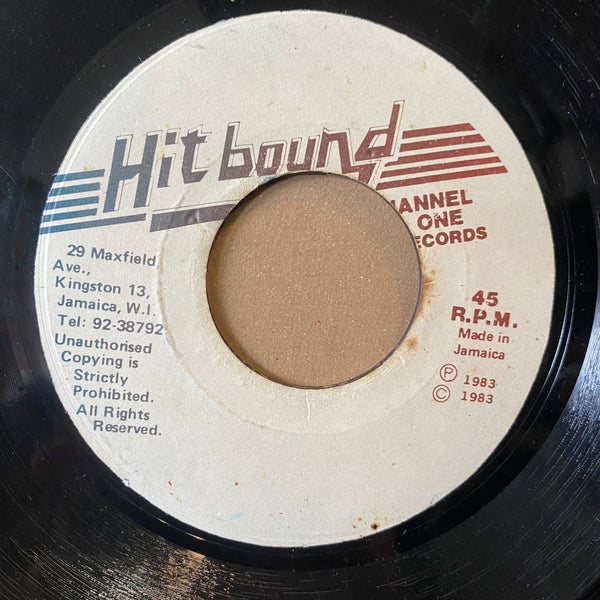 Hit bound
HANNEL
ONE
RECORDS
29 Maxfield
Ave.,
Kingston 13,
Jamaica, W.I.
Tel: 92-38792
Unauthorised
Copying is
Strictly
Prohibited.
All Rights
Reserved.
45
R.P.M.
Made in
Jamaica
℗ 1983
© 1983